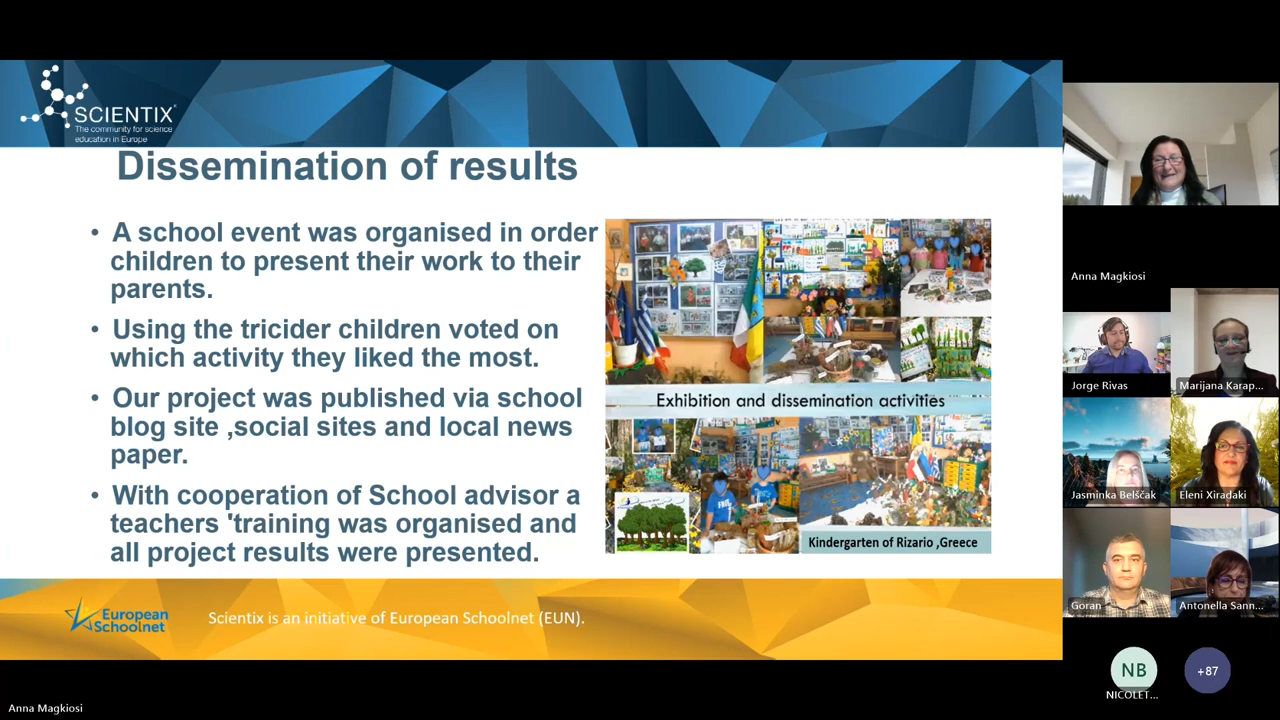 SCIENTIX
The community for science
education in Europe
Dissemination of results
• A school event was organised in order
children to present their work to their
parents.
• Using the tricider children voted on
which activity they liked the most.
• Our project was published via school
blog site ,social sites and local news
paper.
• With cooperation of School advisor a
teachers 'training was organised and
all project results were presented.
Exhibition and dissemination activities
Kindergarten of Rizario ,Greece
European
Schoolnet
Scientix is an initiative of European Schoolnet (EUN).
Anna Magkiosi
Jorge Rivas
Marijana Karap...
Jasminka Belščak
Eleni Xiradaki
Goran
Antonella Sann...
NB
NICOLET...
+87
Anna Magkiosi